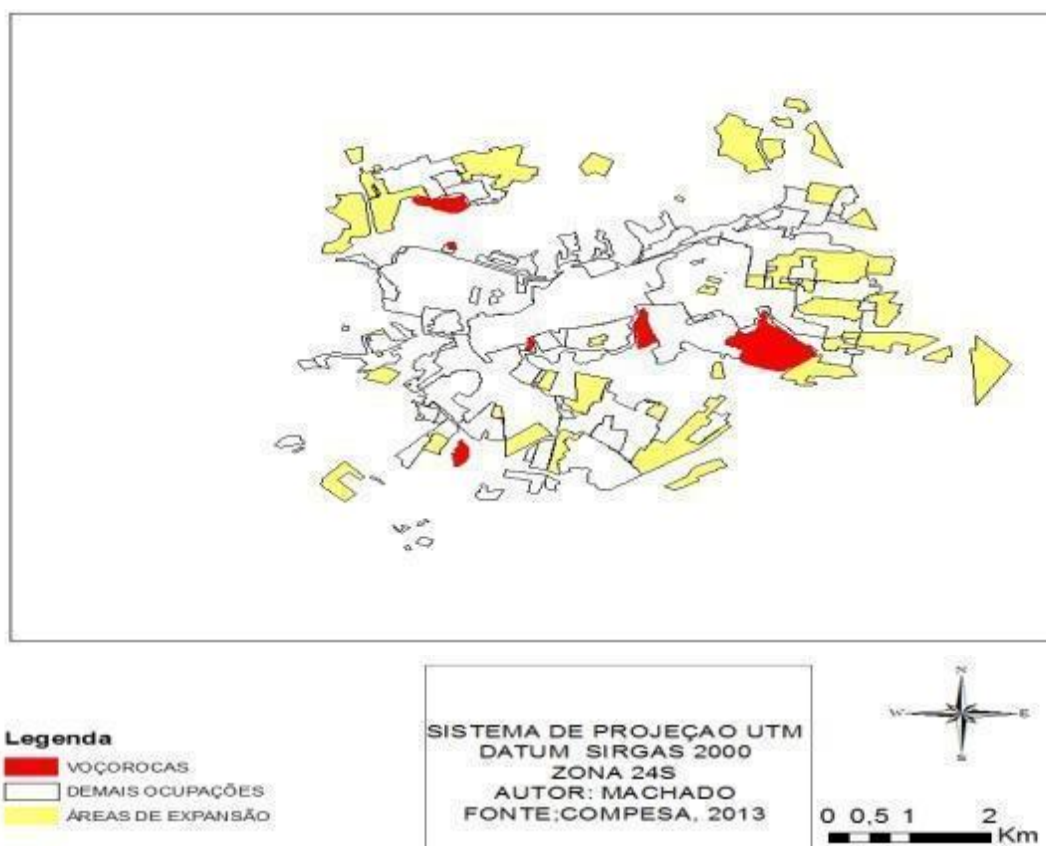 Legenda
VOÇOROCAS
DEMAIS OCUPAÇÕES
ÁREAS DE EXPANSÃO
SISTEMA DE PROJEÇAO UTM
DATUM SIRGAS 2000
ZONA 24S
AUTOR: MACHADO
FONTE;COMPESA, 2013
N
W
E
S
0 0,5 1 2
Km